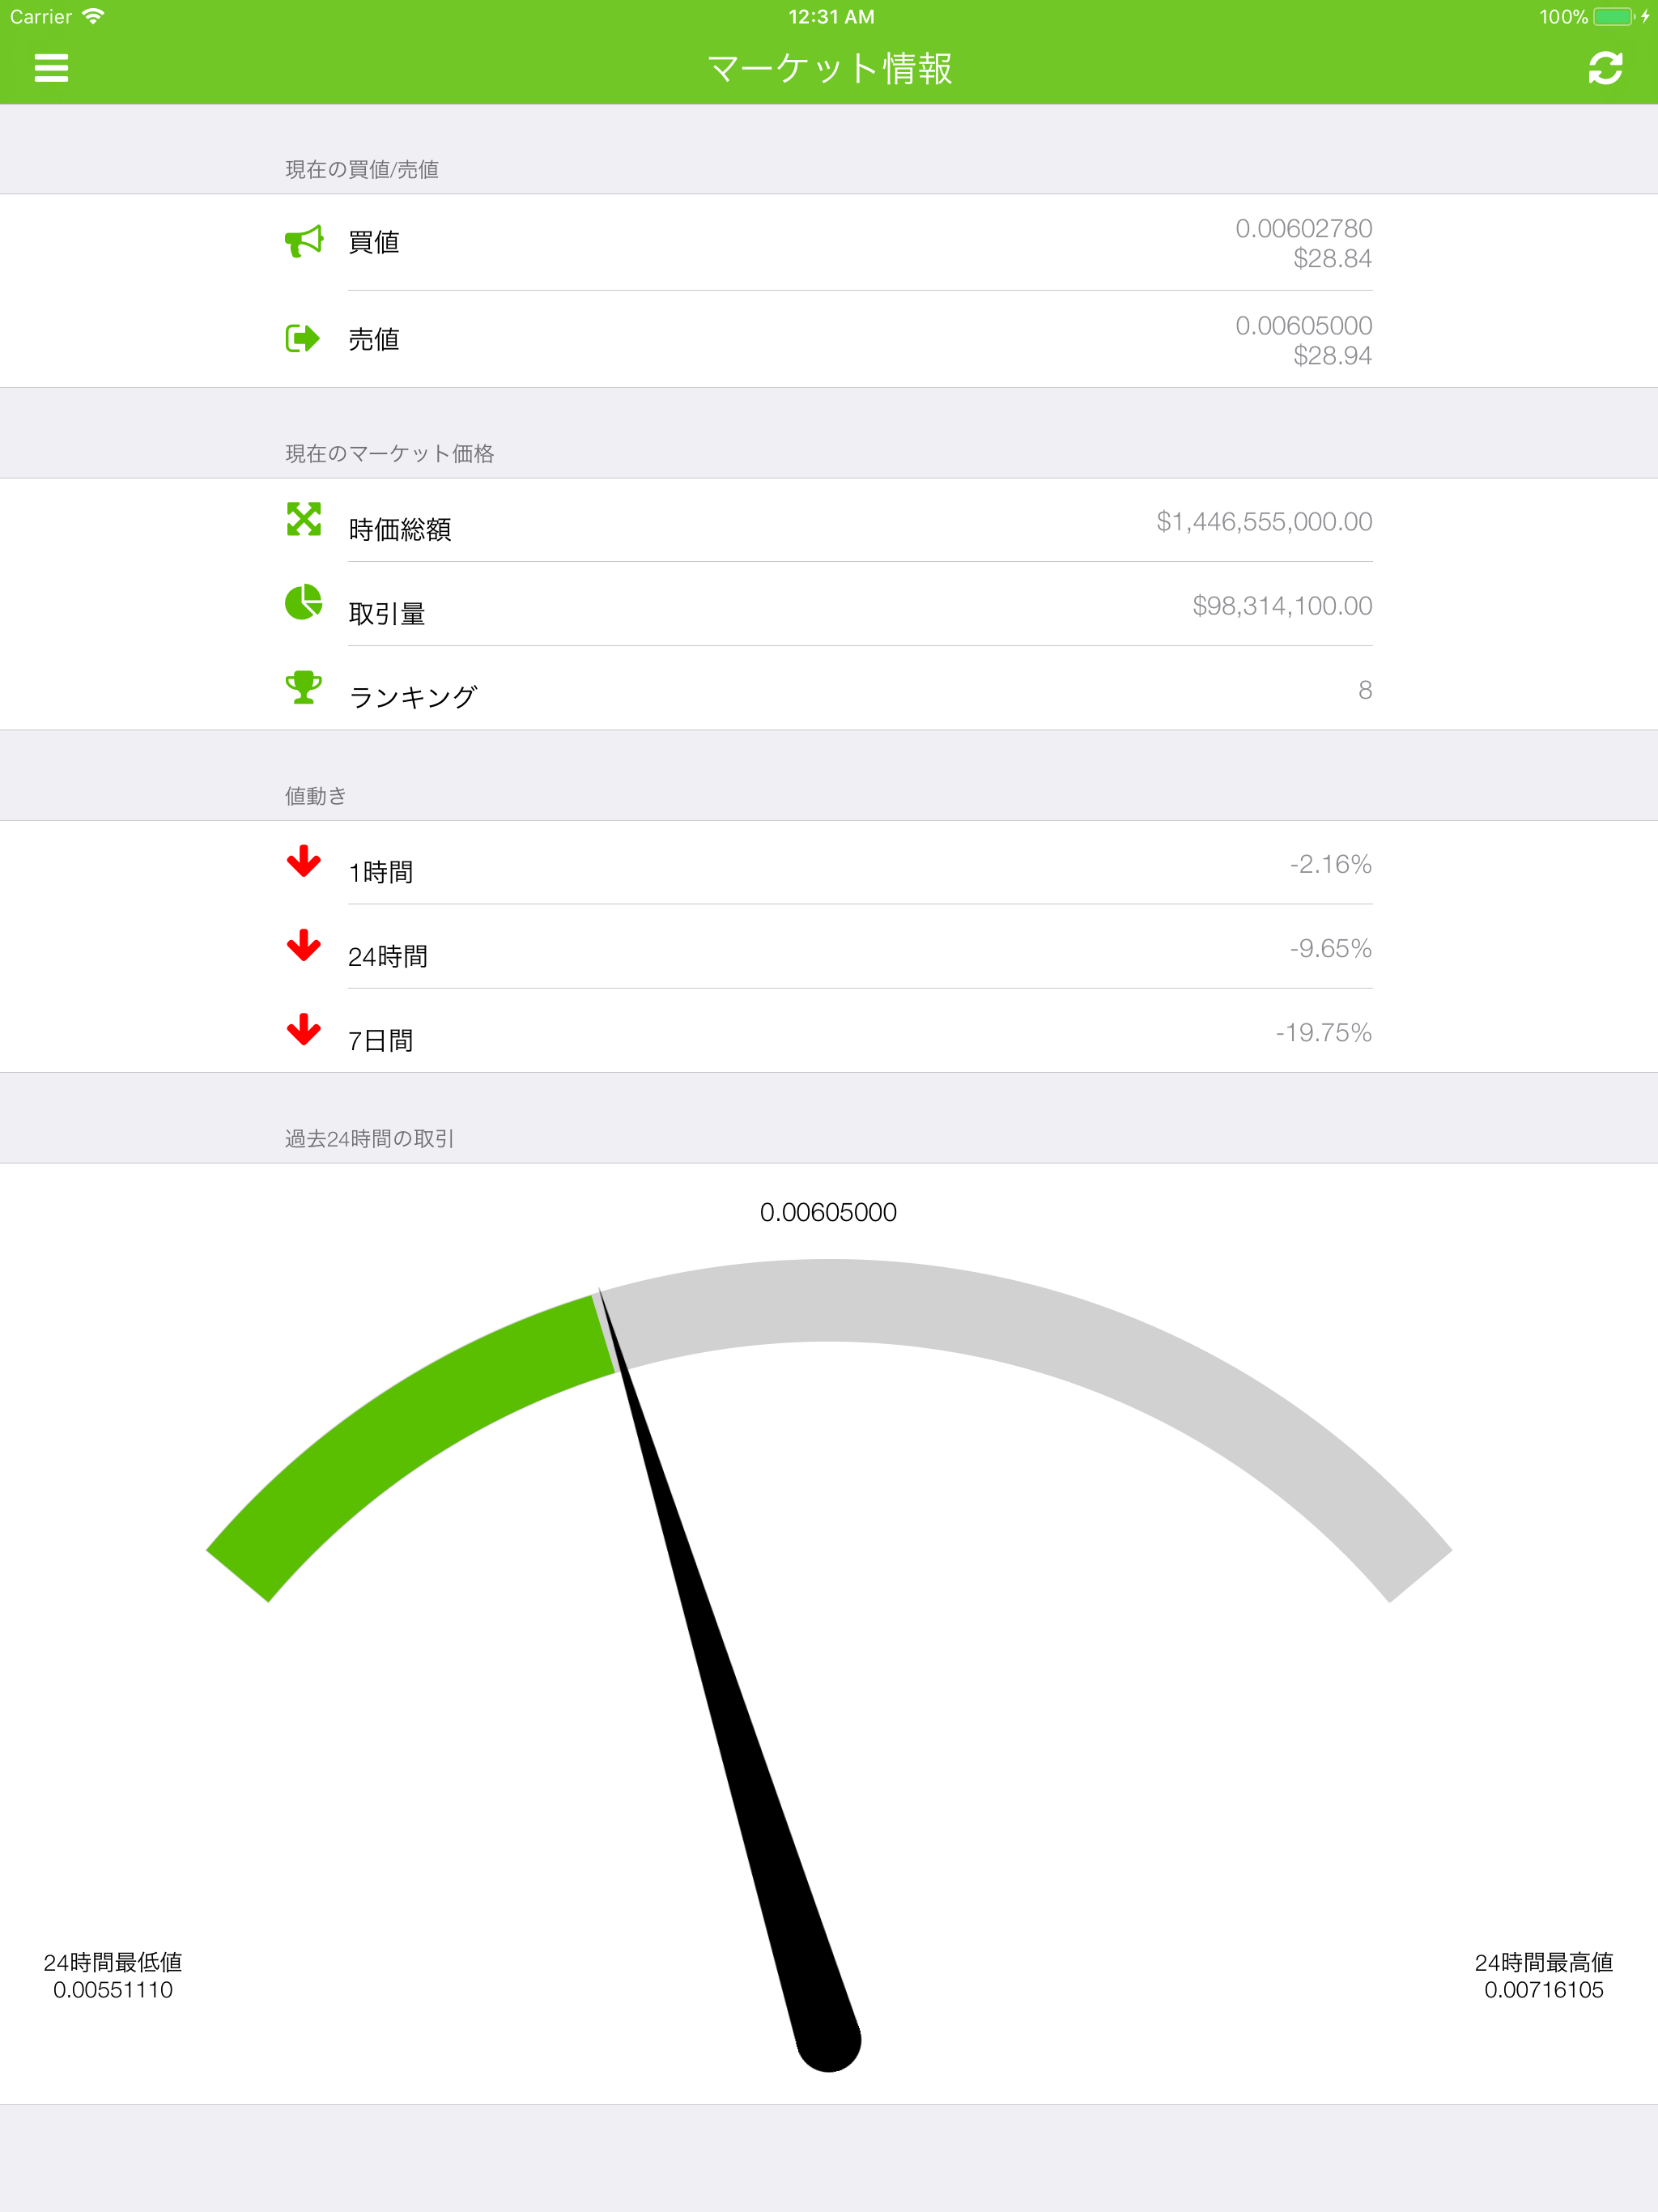 Carrier 12:31 AM 100%
マーケット情報
現在の買値/売値
買値 0.00602780
$28.84
売値 0.00605000
$28.94
現在のマーケット価格
時価総額 $1,446,555,000.00
取引量 $98,314,100.00
ランキング 8
値動き
1時間 -2.16%
24時間 -9.65%
7日間 -19.75%
過去24時間の取引
0.00605000
24時間最低値
0.00551110
24時間最高値
0.00716105